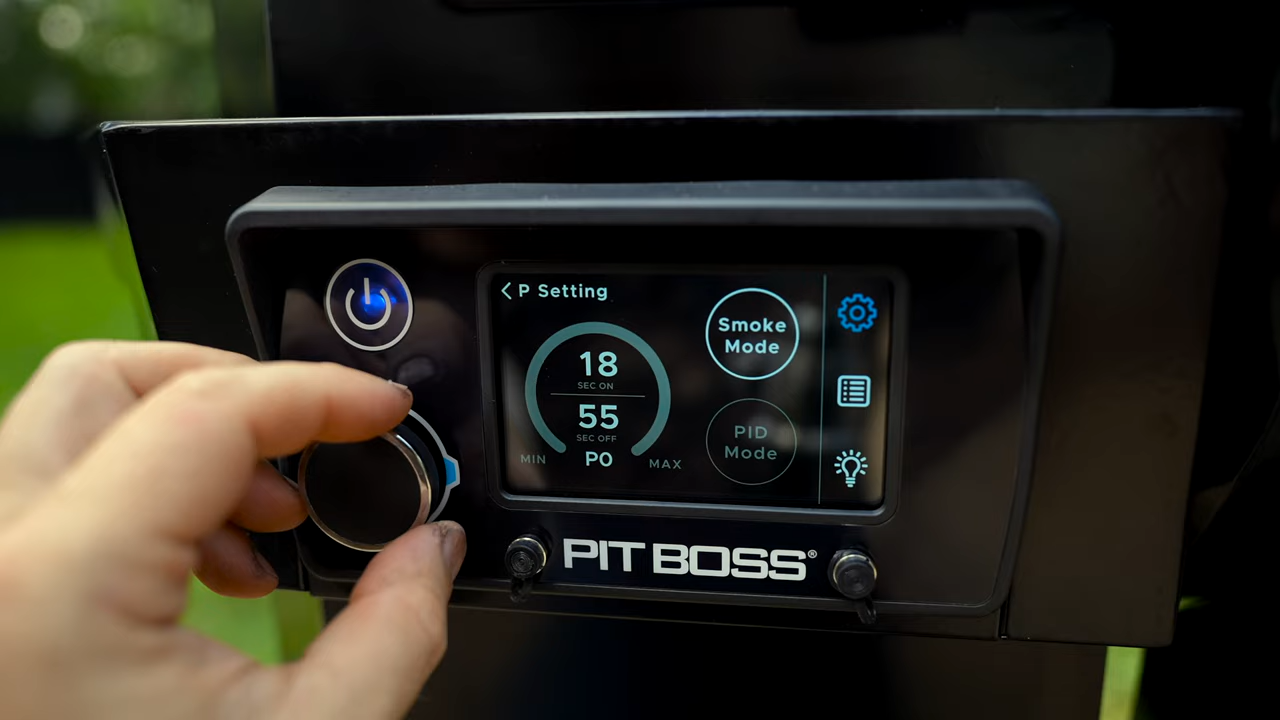 P Setting
18
SEC ON
55
SEC OFF
P0
MIN
MAX
Smoke
Mode
PID
Mode
PIT BOSS®